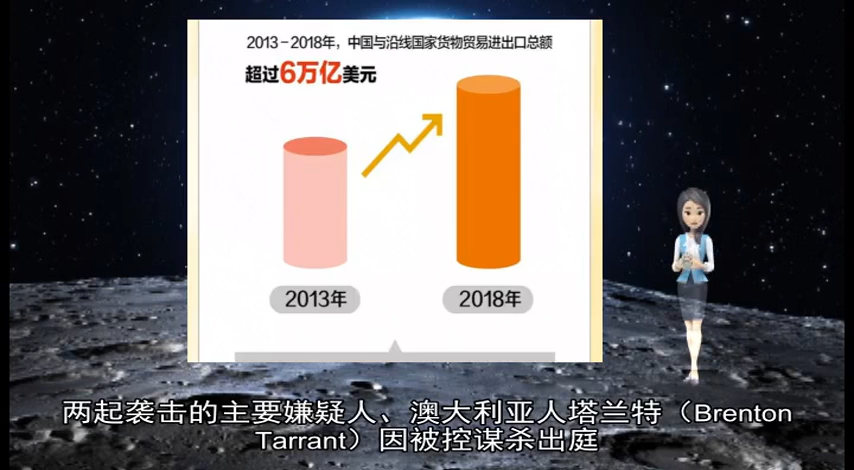 2013-2018年，中国与沿线国家货物贸易进出口总额
超过6万亿美元
2013年
2018年
两起袭击的主要嫌疑人、澳大利亚人塔兰特（Brenton
Tarrant）因被控谋杀出庭